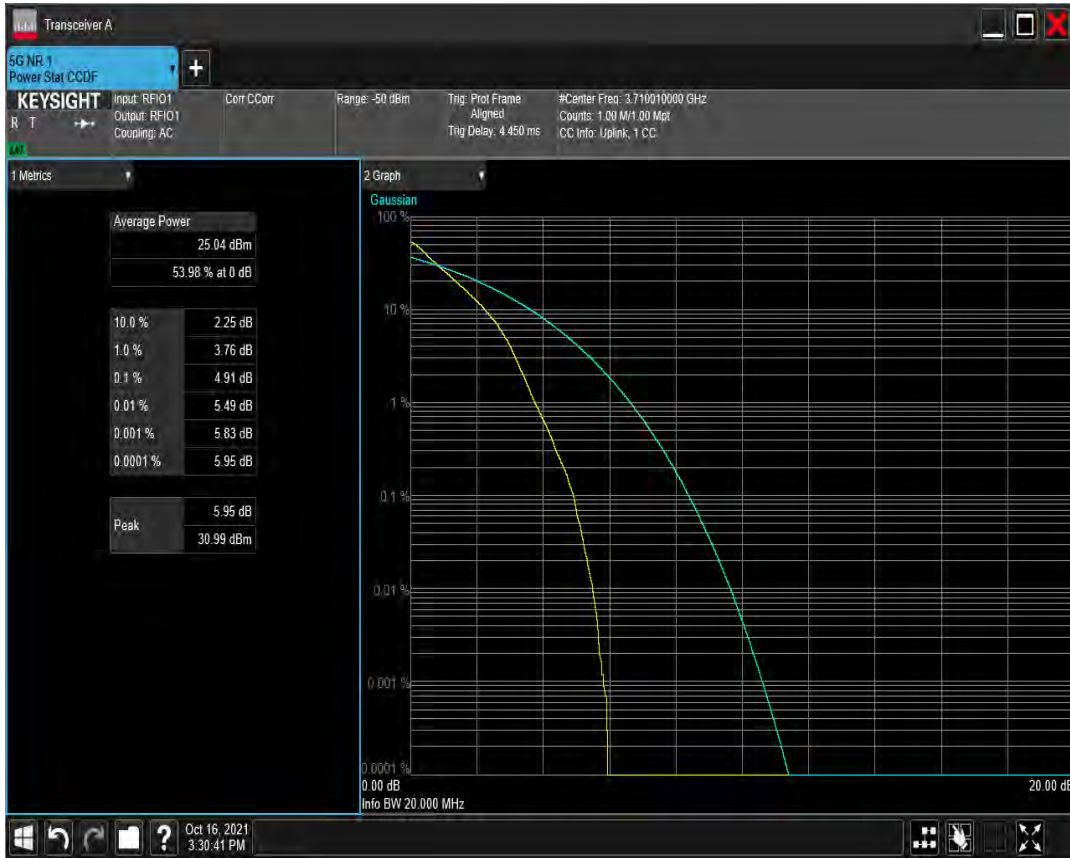 Transceiver A
5G NR 1
Power Stat CCDF
+
KEYSIGHT
R T
LXI
Input: RFIO1
Output: RFIO1
Coupling: AC
Corr CCorr
Range: -50 dBm
Trig: Prot Frame
Aligned
Trig Delay: 4.450 ms
#Center Freq: 3.710010000 GHz
Counts: 1.00 M/1.00 Mpt
CC Info: Uplink, 1 CC
1 Metrics
Average Power
25.04 dBm
53.98 % at 0 dB
10.0 % 2.25 dB
1.0 % 3.76 dB
0.1 % 4.91 dB
0.01 % 5.49 dB
0.001 % 5.83 dB
0.0001 % 5.95 dB
Peak 5.95 dB
30.99 dBm
2 Graph
Gaussian
100 %
10 %
1 %
0.1 %
0.01 %
0.001 %
0.0001 %
0.00 dB 20.00 dB
Info BW 20.000 MHz
?
Oct 16, 2021
3:30:41 PM